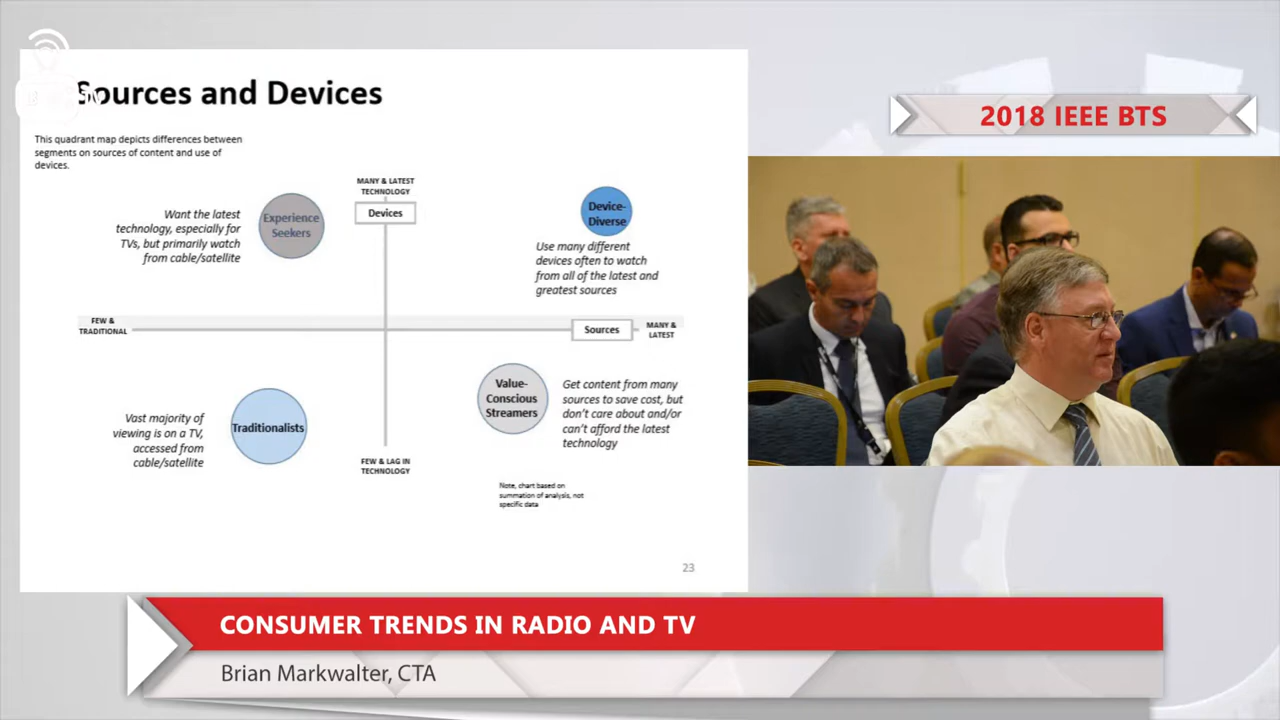 Sources and Devices
This quadrant map depicts differences between
segments on sources of content and use of
devices.
MANY & LATEST
TECHNOLOGY
Devices
Want the latest
technology, especially for
TVs, but primarily watch
from cable/satellite
Experience
Seekers
Device-
Diverse
Use many different
devices often to watch
from all of the latest and
greatest sources
FEW &
TRADITIONAL
Sources
MANY &
LATEST
Vast majority of
viewing is on a TV,
accessed from
cable/satellite
Traditionalists
Value-
Conscious
Streamers
Get content from many
sources to save cost, but
don't care about and/or
can't afford the latest
technology
FEW & LAG IN
TECHNOLOGY
Note, chart based on
summation of analysis, not
specific data
23
2018 IEEE BTS
CONSUMER TRENDS IN RADIO AND TV
Brian Markwalter, CTA